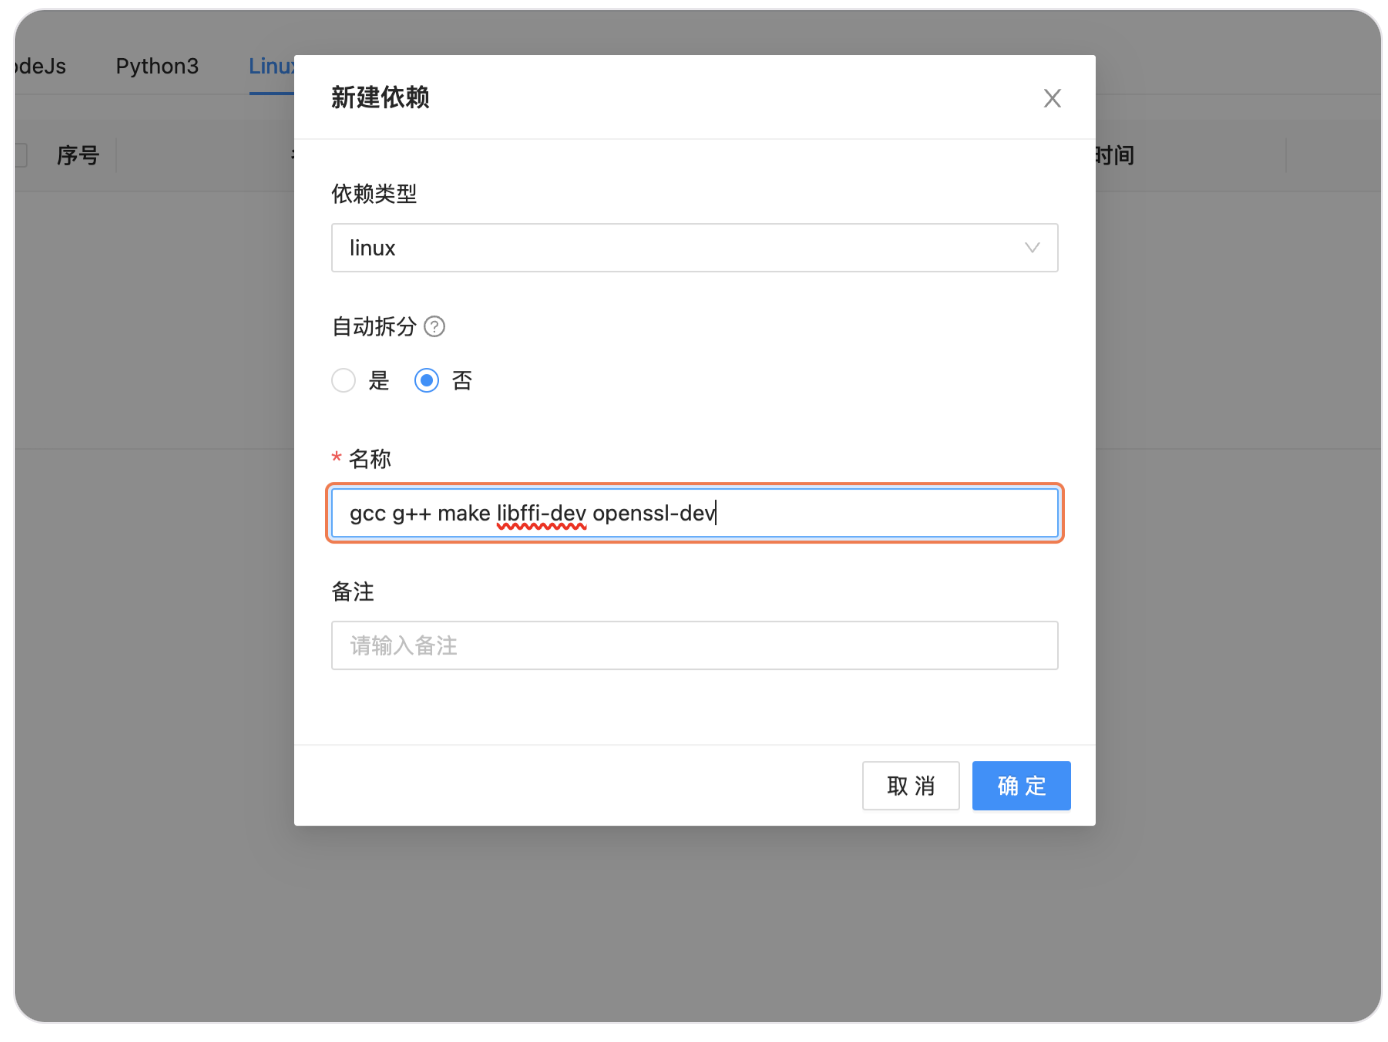 deJs Python3 Linux
新建依赖
序号
时间
依赖类型
linux
自动拆分 ?
是 否
* 名称
gcc g++ make libffi-dev openssl-dev
备注
请输入备注
取消 确定